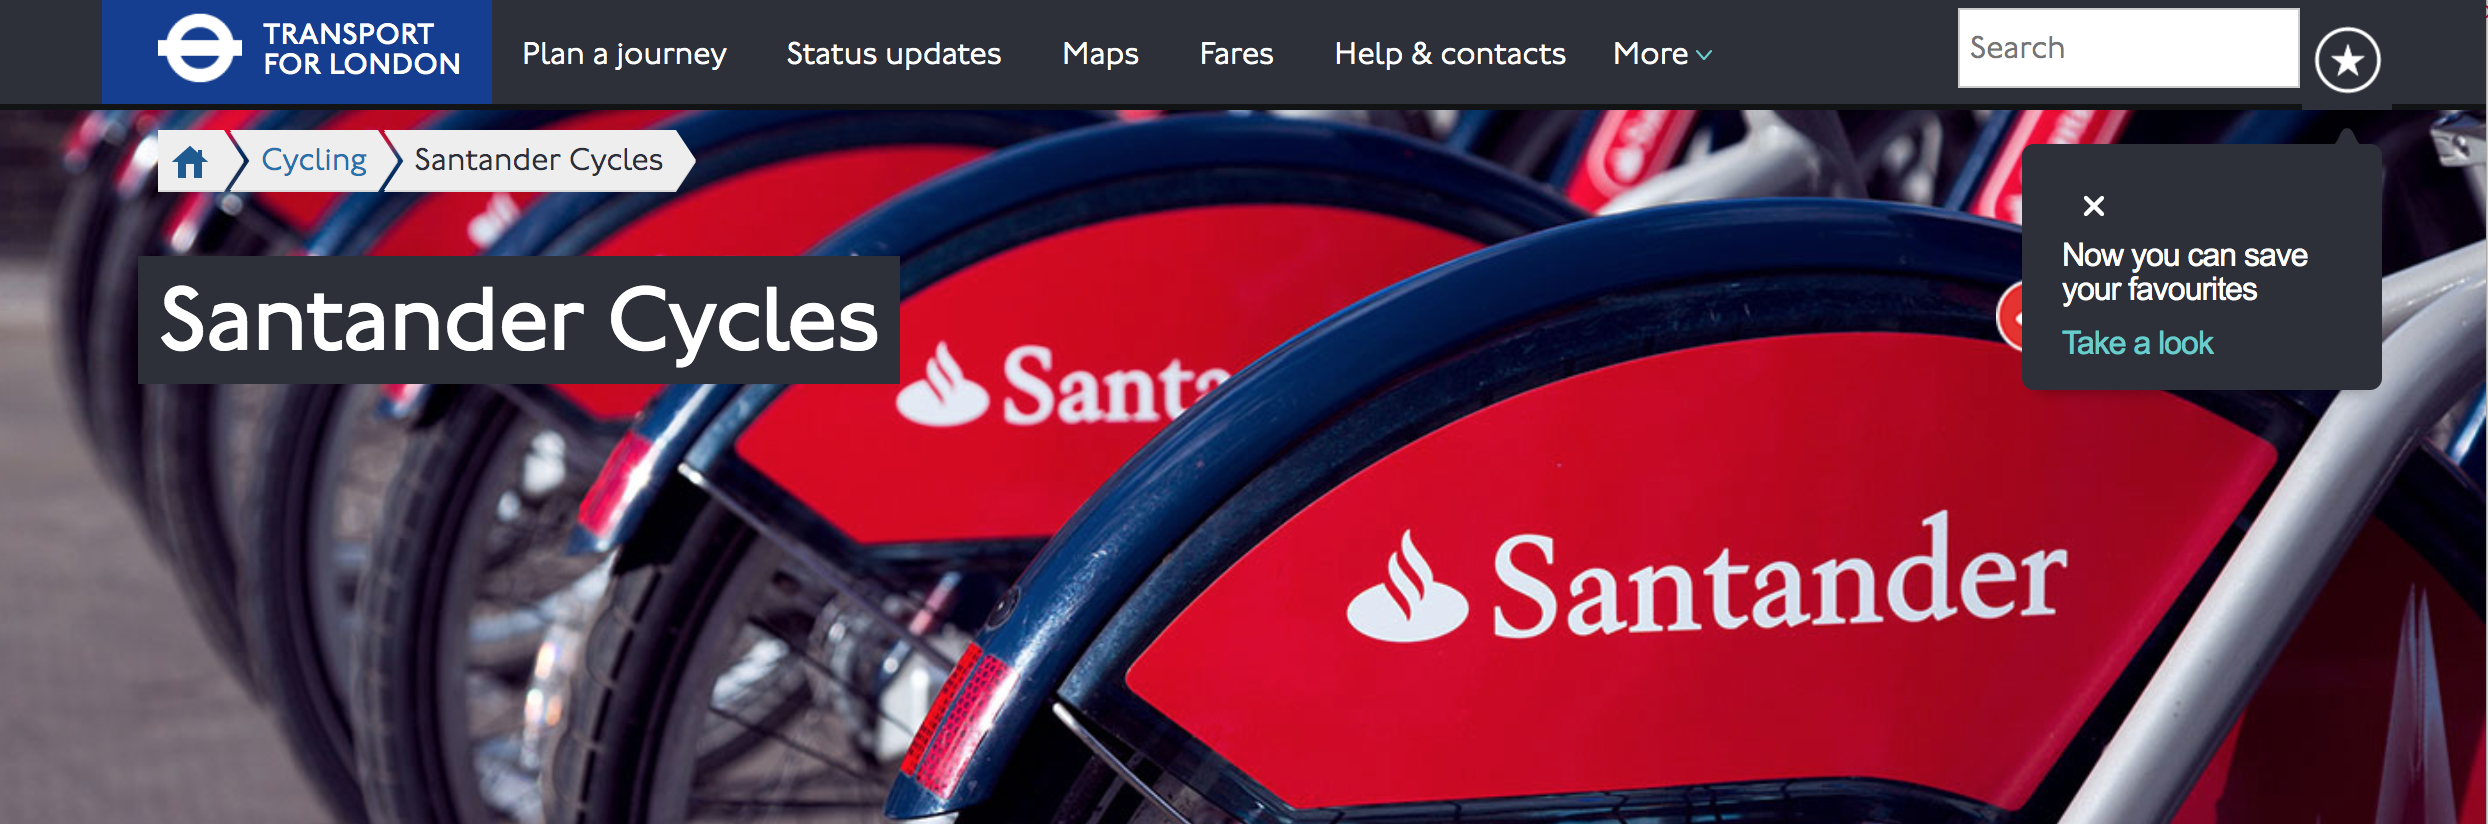 TRANSPORT
FOR LONDON
Plan a journey
Status updates
Maps
Fares
Help & contacts
More
Search
Cycling
Santander Cycles
Now you can save
your favourites
Take a look
Santander Cycles
Santa
Santander